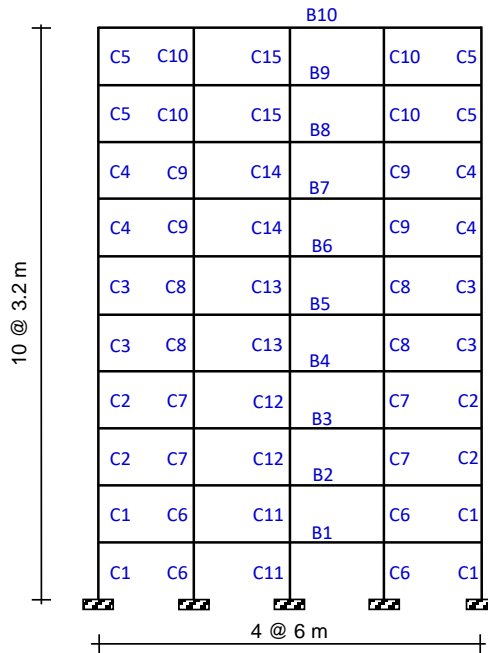 B10
C5 C10 C15 C10 C5
B9
C5 C10 C15 C10 C5
B8
C4 C9 C14 C9 C4
B7
C4 C9 C14 C9 C4
B6
C3 C8 C13 C8 C3
B5
C3 C8 C13 C8 C3
B4
C2 C7 C12 C7 C2
B3
C2 C7 C12 C7 C2
B2
C1 C6 C11 C6 C1
B1
C1 C6 C11 C6 C1
10 @ 3.2 m
4 @ 6 m